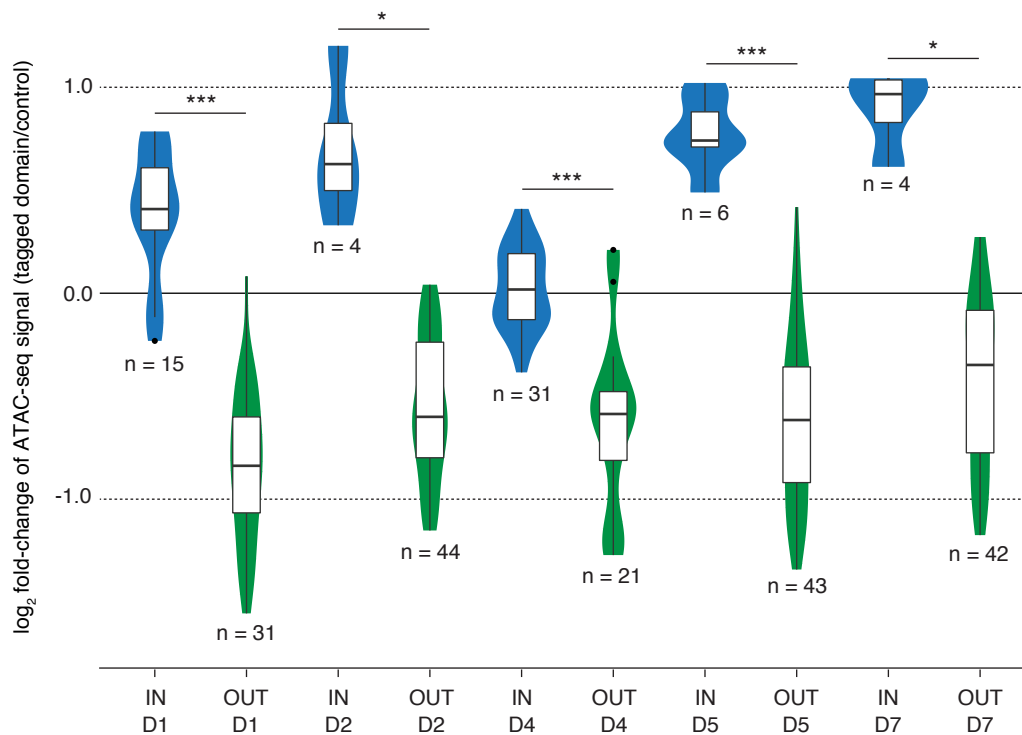 log2 fold-change of ATAC-seq signal (tagged domain/control)
1.0
0.0
-1.0
***
*
***
***
*
n = 15
n = 31
n = 4
n = 44
n = 31
n = 21
n = 6
n = 43
n = 4
n = 42
IN OUT IN OUT IN OUT IN OUT IN OUT
D1 D1 D2 D2 D4 D4 D5 D5 D7 D7